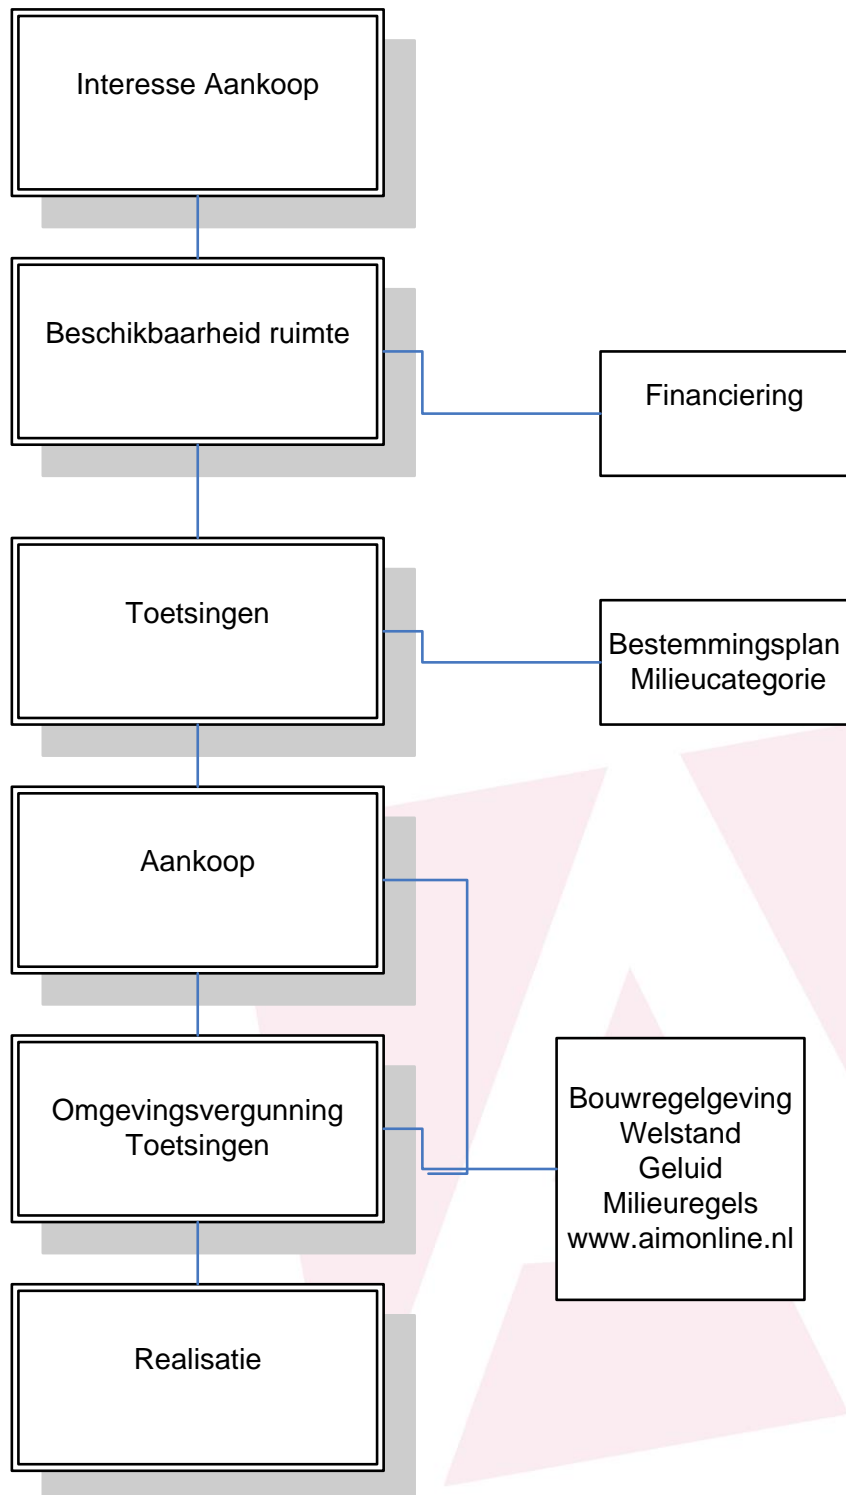 Interesse Aankoop
Beschikbaarheid ruimte
Financiering
Toetsingen
Bestemmingsplan
Milieucategorie
Aankoop
Omgevingsvergunning
Toetsingen
Bouwregelgeving
Welstand
Geluid
Milieuregels
www.aimonline.nl
Realisatie